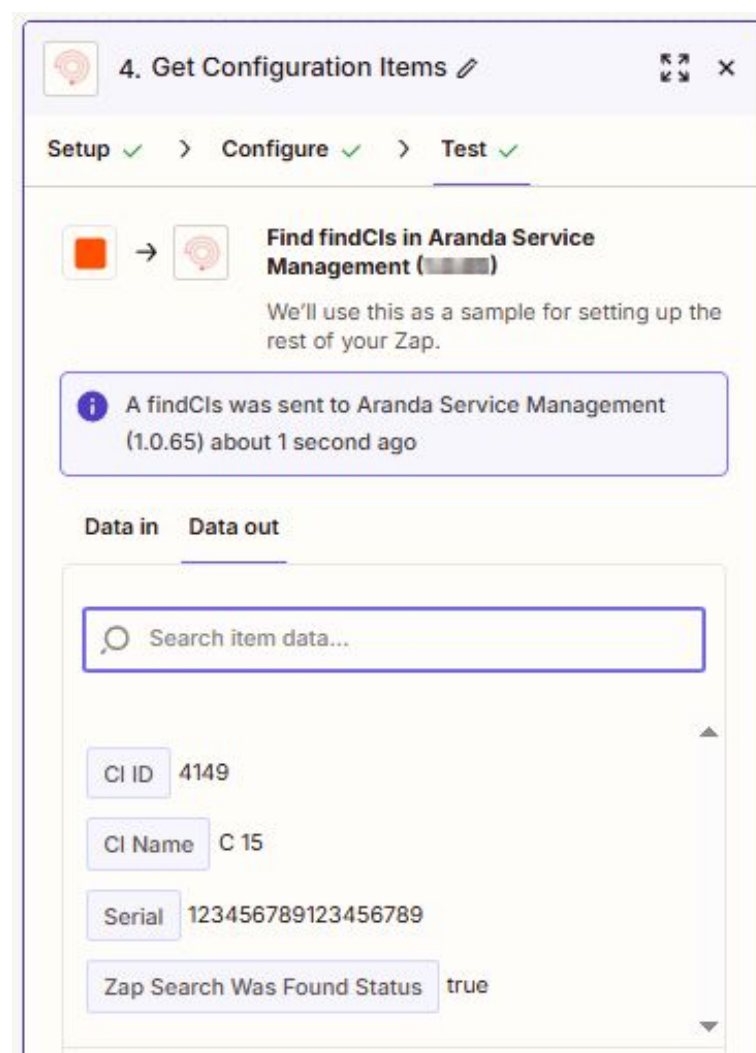 4. Get Configuration Items
Setup > Configure > Test
Find findCIs in Aranda Service
Management ( )
We'll use this as a sample for setting up the
rest of your Zap.
A findCIs was sent to Aranda Service Management
(1.0.65) about 1 second ago
Data in Data out
Search item data...
CI ID 4149
CI Name C 15
Serial 123456789123456789
Zap Search Was Found Status true